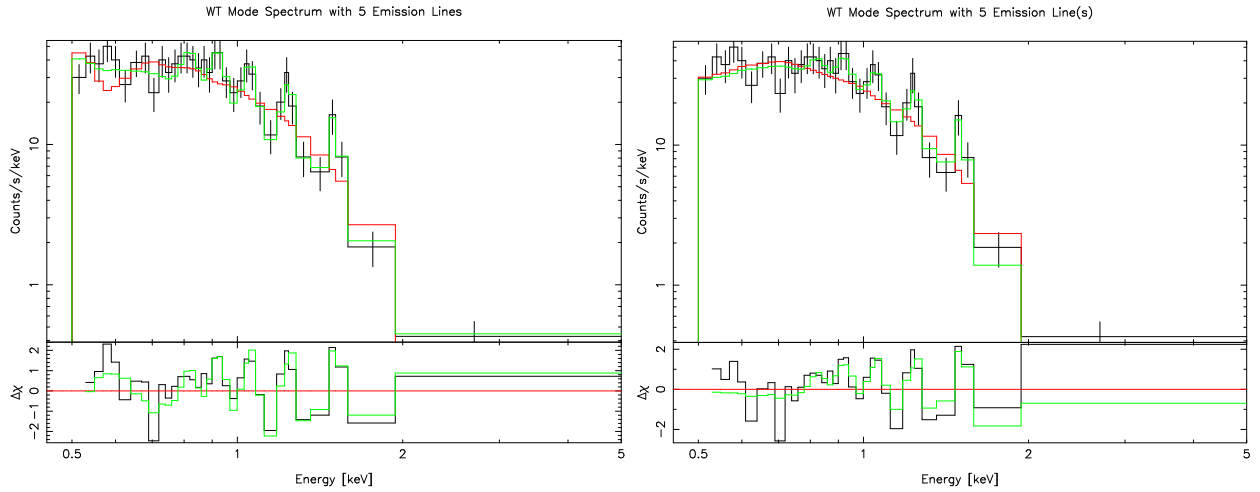 WT Mode Spectrum with 5 Emission Lines
Counts/s/keV
10
1
Δχ
2
1
0
−1
−2
0.5
1
2
5
Energy [keV]
WT Mode Spectrum with 5 Emission Line(s)
Counts/s/keV
10
1
Δχ
2
0
−2
0.5
1
2
5
Energy [keV]